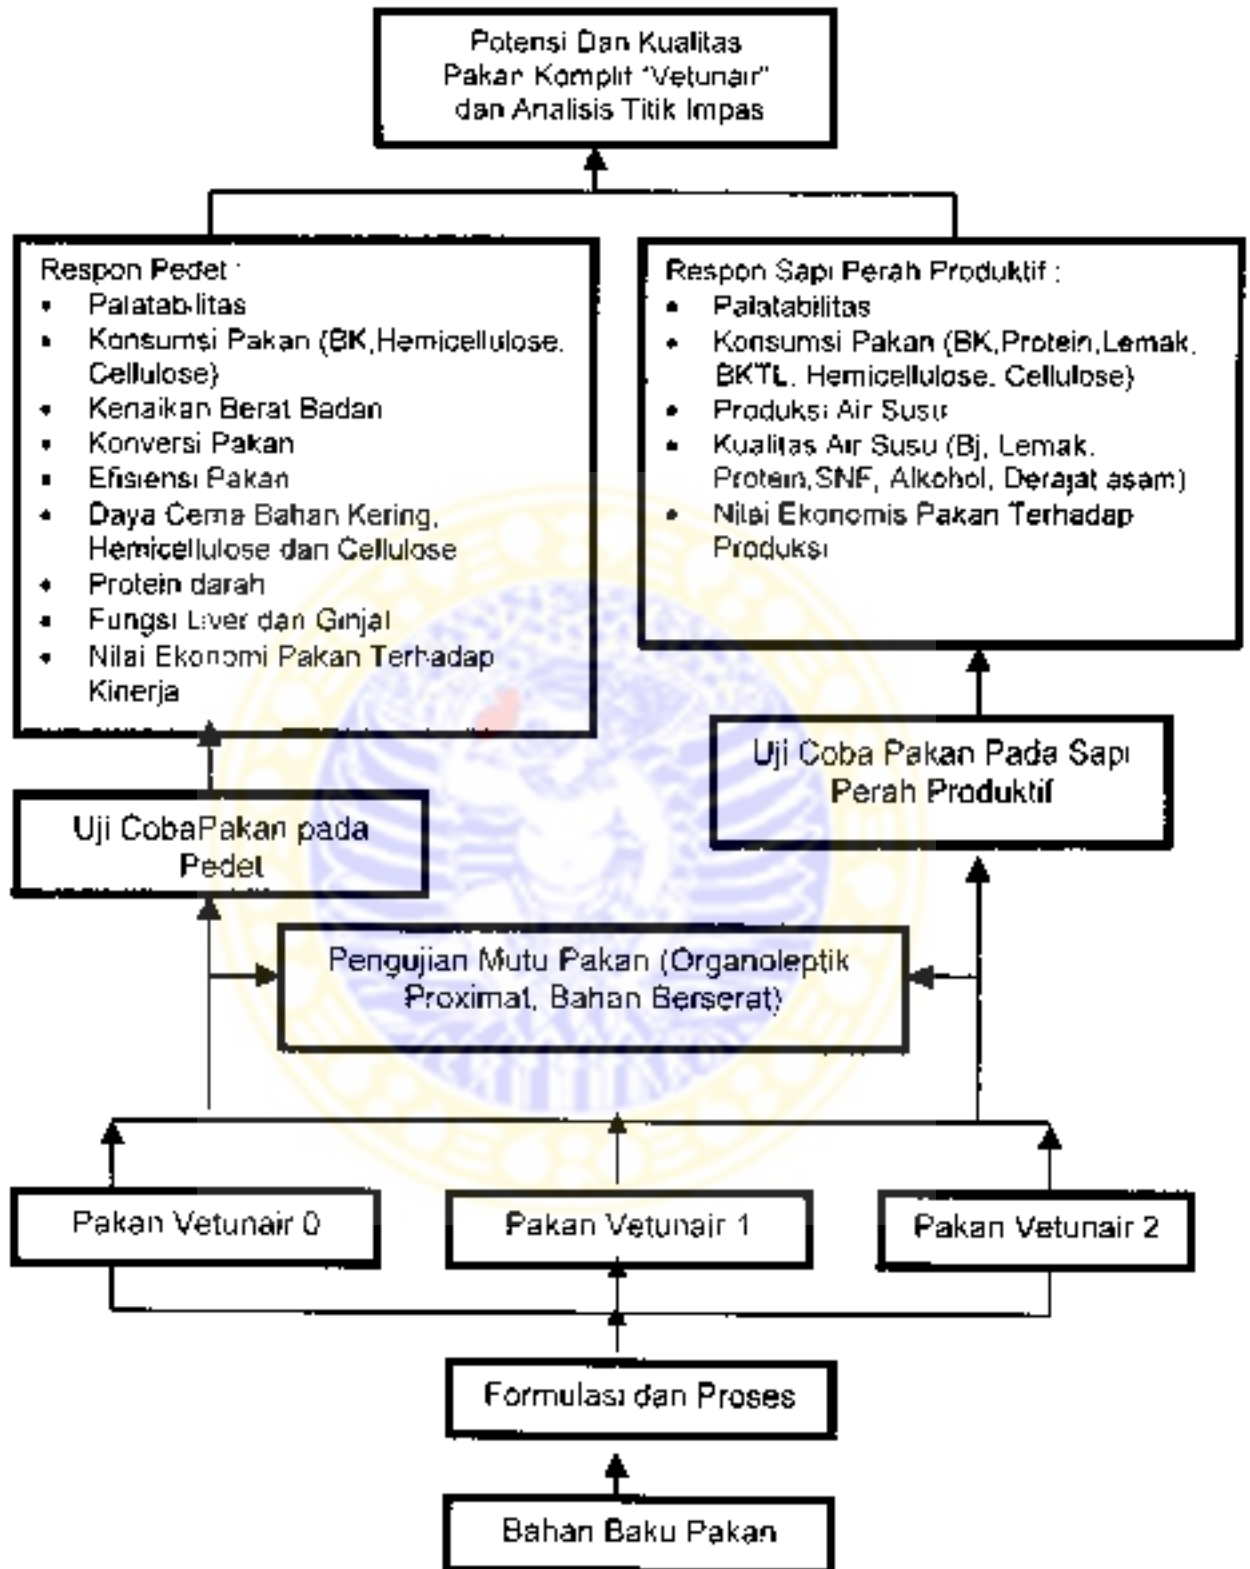 Potensi Dan Kualitas
Pakan Komplit "Vetunair"
dan Analisis Titik Impas
Respon Pedet :
• Palatabilitas
• Konsumsi Pakan (BK,Hemicellulose,
Cellulose)
• Kenaikan Berat Badan
• Konversi Pakan
• Efisiensi Pakan
• Daya Cerna Bahan Kering,
Hemicellulose dan Cellulose
• Protein darah
• Fungsi Liver dan Ginjal
• Nilai Ekonomi Pakan Terhadap
Kinerja
Respon Sapi Perah Produktif :
• Palatabilitas
• Konsumsi Pakan (BK,Protein,Lemak,
BKTL, Hemicellulose, Cellulose)
• Produksi Air Susu
• Kualitas Air Susu (Bj, Lemak,
Protein,SNF, Alkohol, Derajat asam)
• Nilai Ekonomis Pakan Terhadap
Produksi
Uji Coba Pakan Pada Sapi
Perah Produktif
Uji CobaPakan pada
Pedet
Pengujian Mutu Pakan (Organoleptik
Proximat, Bahan Berserat)
Pakan Vetunair 0
Pakan Vetunair 1
Pakan Vetunair 2
Formulasi dan Proses
Bahan Baku Pakan